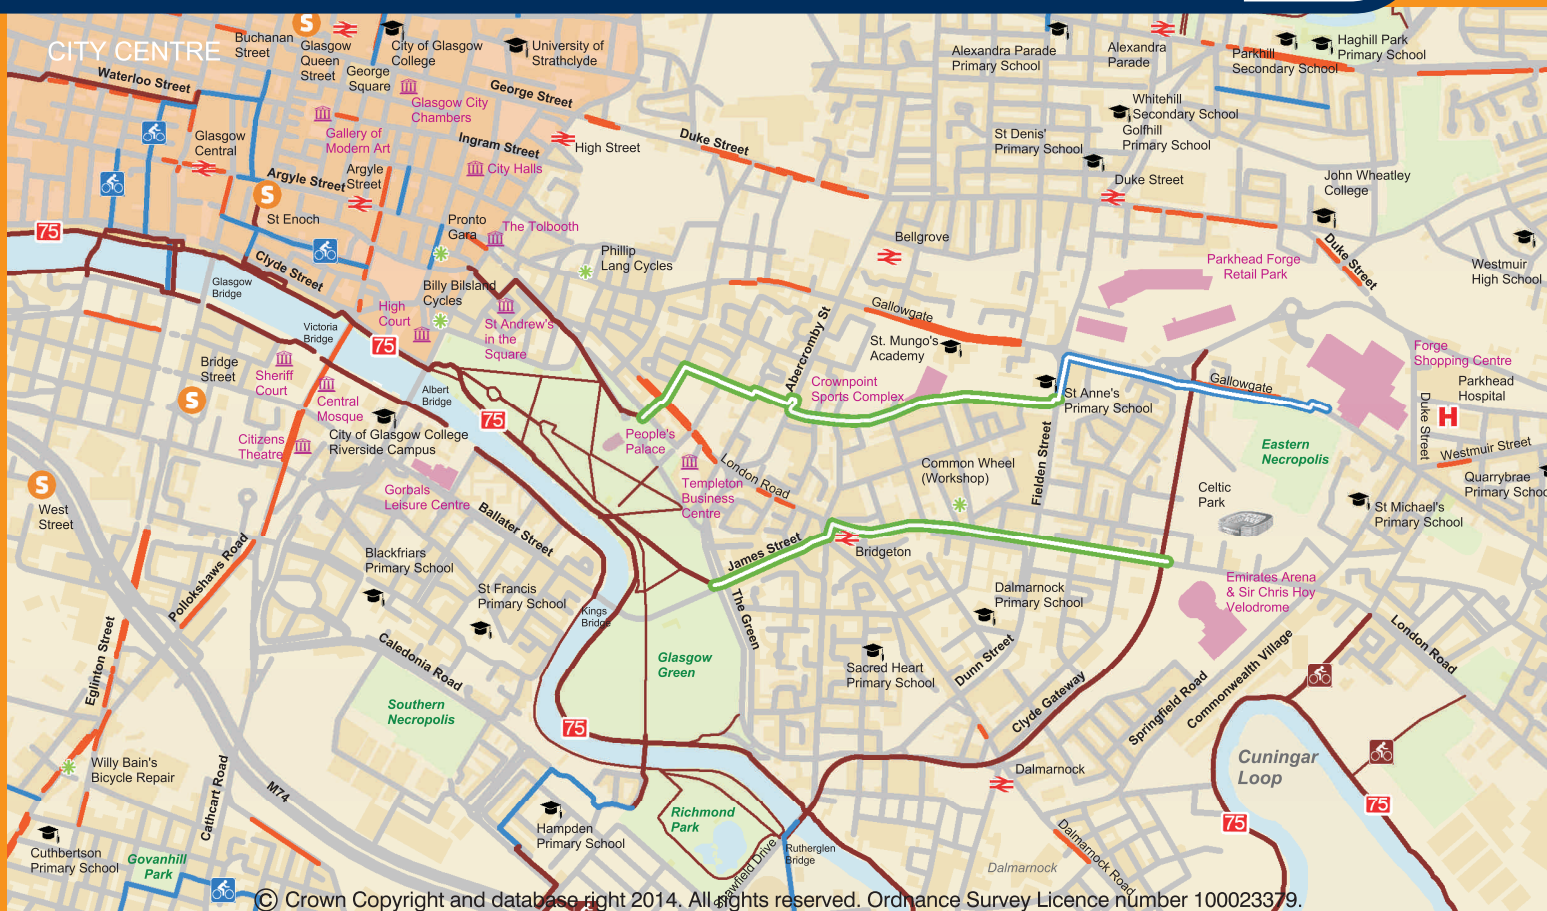 CITY CENTRE
Buchanan
Street
S
Glasgow
Queen
Street
City of Glasgow
College
University of
Strathclyde
George
Square
Waterloo Street
George Street
Glasgow City
Chambers
Gallery of
Modern Art
Glasgow
Central
Ingram Street
High Street
City Halls
Argyle Street
Argyle
Street
S
St Enoch
Pronto
Gara
The Tolbooth
Phillip
Lang Cycles
75
Clyde Street
Glasgow
Bridge
Billy Bilsland
Cycles
High
Court
St Andrew's
in the
Square
Victoria
Bridge
75
Bridge
Street
Sheriff
Court
S
Central
Mosque
Albert
Bridge
75
City of Glasgow College
Riverside Campus
Citizens
Theatre
Gorbals
Leisure Centre
S
West
Street
Ballater Street
Pollokshaws Road
Blackfriars
Primary School
St Francis
Primary School
Kings
Bridge
Caledonia Road
Eglinton Street
Southern
Necropolis
75
Glasgow
Green
Willy Bain's
Bicycle Repair
Cathcart Road
M74
Hampden
Primary School
Richmond
Park
Cuthbertson
Primary School
Govanhill
Park
Shawfield Drive
Rutherglen
Bridge
Duke Street
Alexandra Parade
Primary School
Alexandra
Parade
Parkhill
Secondary School
Haghill Park
Primary School
Whitehill
Secondary School
Golfhill
Primary School
St Denis'
Primary School
Duke Street
John Wheatley
College
Duke Street
Westmuir
High School
Bellgrove
Parkhead Forge
Retail Park
Gallowgate
Abercromby St
St. Mungo's
Academy
Crownpoint
Sports Complex
St Anne's
Primary School
Gallowgate
Forge
Shopping Centre
Parkhead
Hospital
H
Duke Street
Westmuir Street
Quarrybrae
Primary Schoo
Eastern
Necropolis
People's
Palace
London Road
Templeton
Business
Centre
Common Wheel
(Workshop)
Fielden Street
Celtic
Park
St Michael's
Primary School
James Street
Bridgeton
The Green
Dalmarnock
Primary School
Emirates Arena
& Sir Chris Hoy
Velodrome
London Road
Sacred Heart
Primary School
Dunn Street
Clyde Gateway
Springfield Road
Commonwealth Village
Cuningar
Loop
Dalmarnock
75
75
Dalmarnock Road
Dalmarnock
© Crown Copyright and database right 2014. All rights reserved. Ordnance Survey Licence number 100023379.